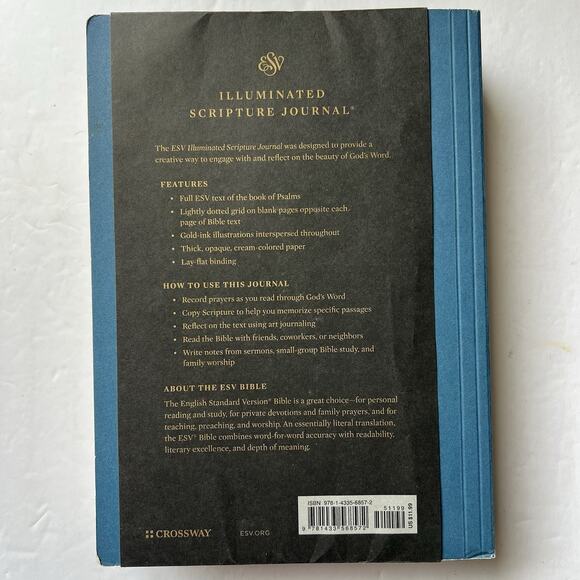 ESV
ILLUMINATED
SCRIPTURE JOURNAL®
The ESV Illuminated Scripture Journal was designed to provide a
creative way to engage with and reflect on the beauty of God's Word.
FEATURES
• Full ESV text of the book of Psalms
• Lightly dotted grid on blank pages opposite each
page of Bible text
• Gold-ink illustrations interspersed throughout
• Thick, opaque, cream-colored paper
• Lay-flat binding
HOW TO USE THIS JOURNAL
• Record prayers as you read through God's Word
• Copy Scripture to help you memorize specific passages
• Reflect on the text using art journaling
• Read the Bible with friends, coworkers, or neighbors
• Write notes from sermons, small-group Bible study, and
family worship
ABOUT THE ESV BIBLE
The English Standard Version® Bible is a great choice—for personal
reading and study, for private devotions and family prayers, and for
teaching, preaching, and worship. An essentially literal translation,
the ESV® Bible combines word-for-word accuracy with readability,
literary excellence, and depth of meaning.
CROSSWAY
ESV.ORG
ISBN 978-1-4335-6857-2
51199
9 781433 568572
US $11.99